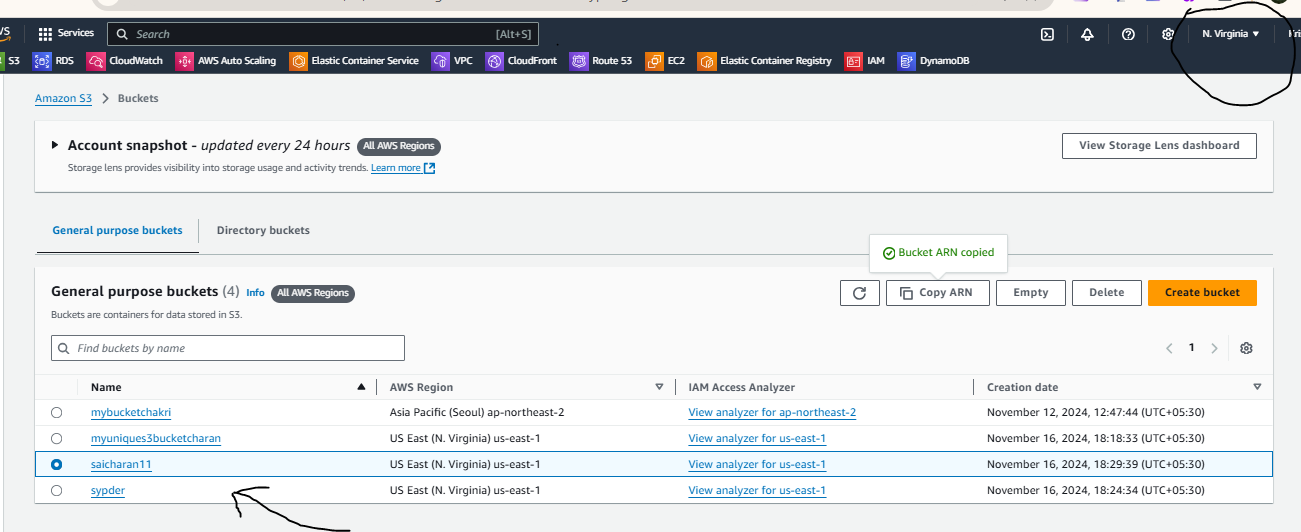 Services Search [Alt+S] N. Virginia ▼
S3 RDS CloudWatch AWS Auto Scaling Elastic Container Service VPC CloudFront Route 53 EC2 Elastic Container Registry IAM DynamoDB
Amazon S3 > Buckets
Account snapshot - updated every 24 hours All AWS Regions
View Storage Lens dashboard
Storage lens provides visibility into storage usage and activity trends. Learn more
General purpose buckets Directory buckets
Bucket ARN copied
General purpose buckets (4) Info All AWS Regions
Copy ARN Empty Delete Create bucket
Buckets are containers for data stored in S3.
Find buckets by name
1
Name AWS Region IAM Access Analyzer Creation date
mybucketchakri Asia Pacific (Seoul) ap-northeast-2 View analyzer for ap-northeast-2 November 12, 2024, 12:47:44 (UTC+05:30)
myuniques3bucketcharan US East (N. Virginia) us-east-1 View analyzer for us-east-1 November 16, 2024, 18:18:33 (UTC+05:30)
saicharan11 US East (N. Virginia) us-east-1 View analyzer for us-east-1 November 16, 2024, 18:29:39 (UTC+05:30)
sypder US East (N. Virginia) us-east-1 View analyzer for us-east-1 November 16, 2024, 18:24:34 (UTC+05:30)